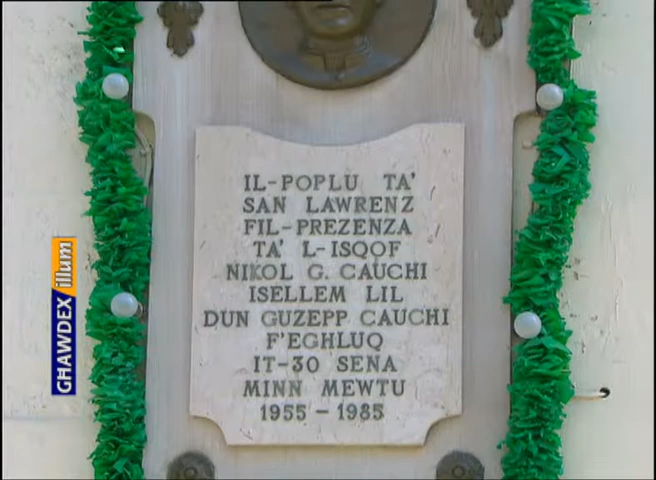 IL-POPLU TA'
SAN LAWRENZ
FIL-PREZENZA
TA' L-ISQOF
NIKOL G. CAUCHI
ISELLEM LIL
DUN GUZEPP CAUCHI
F'EGHLUQ
IT-30 SENA
MINN MEWTU
1955 - 1985
GHAWDEX illum